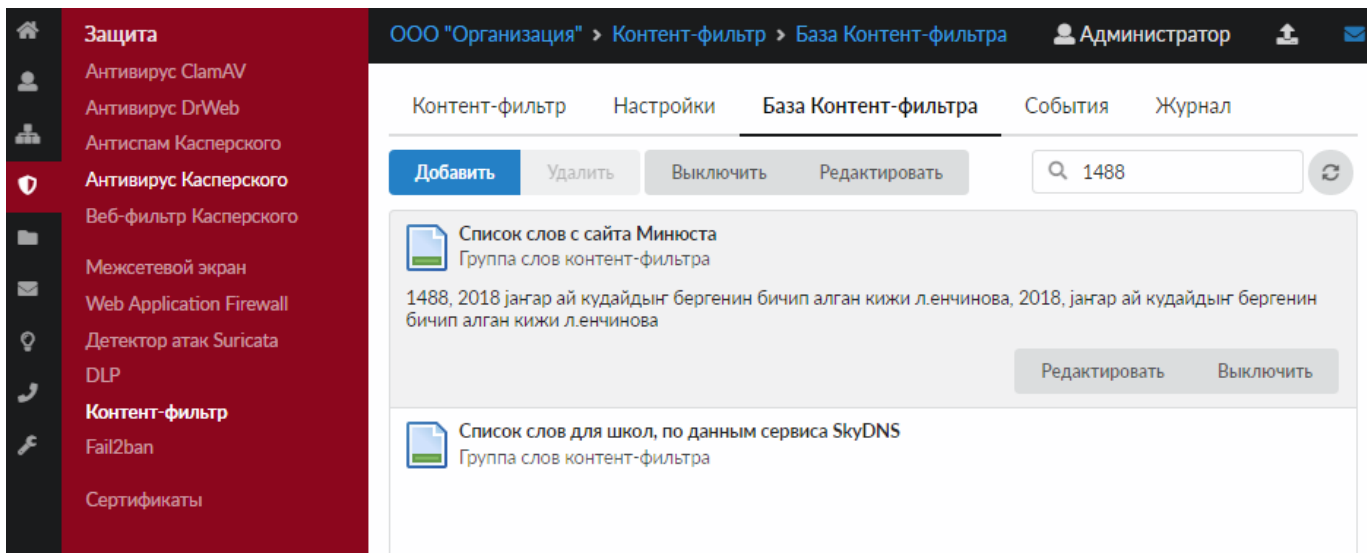 Защита
Антивирус ClamAV
Антивирус DrWeb
Антиспам Касперского
Антивирус Касперского
Веб-фильтр Касперского
Межсетевой экран
Web Application Firewall
Детектор атак Suricata
DLP
Контент-фильтр
Fail2ban
Сертификаты
ООО "Организация" > Контент-фильтр > База Контент-фильтра
Администратор
Контент-фильтр Настройки База Контент-фильтра События Журнал
Добавить Удалить Выключить Редактировать 1488
Список слов с сайта Минюста
Группа слов контент-фильтра
1488, 2018 јаҥар ай кудайдыҥ бергенин бичип алган кижи л.енчинова, 2018, јаҥар ай кудайдыҥ бергенин
бичип алган кижи л.енчинова
Редактировать Выключить
Список слов для школ, по данным сервиса SkyDNS
Группа слов контент-фильтра